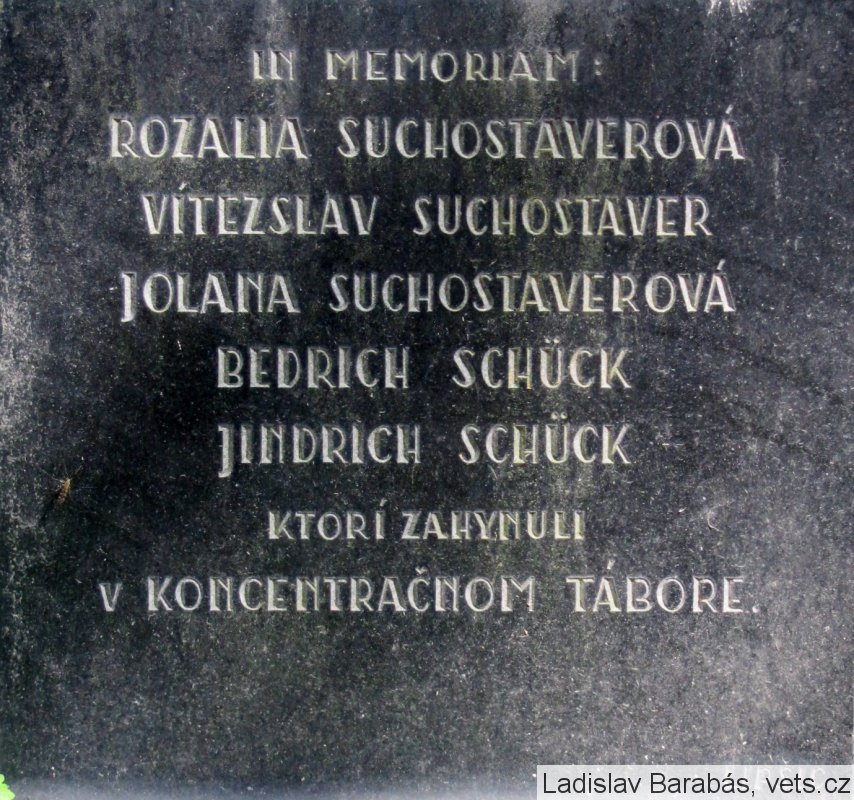 IN MEMORIAM:
ROZALIA SUCHOSTAVEROVÁ
VÍTEZSLAV SUCHOSTAVER
JOLANA SUCHOSTAVEROVÁ
BEDRICH SCHÜCK
JINDRICH SCHÜCK
KTORÍ ZAHYNULI
V KONCENTRAČNOM TÁBORE.
Ladislav Barabás, vets.cz